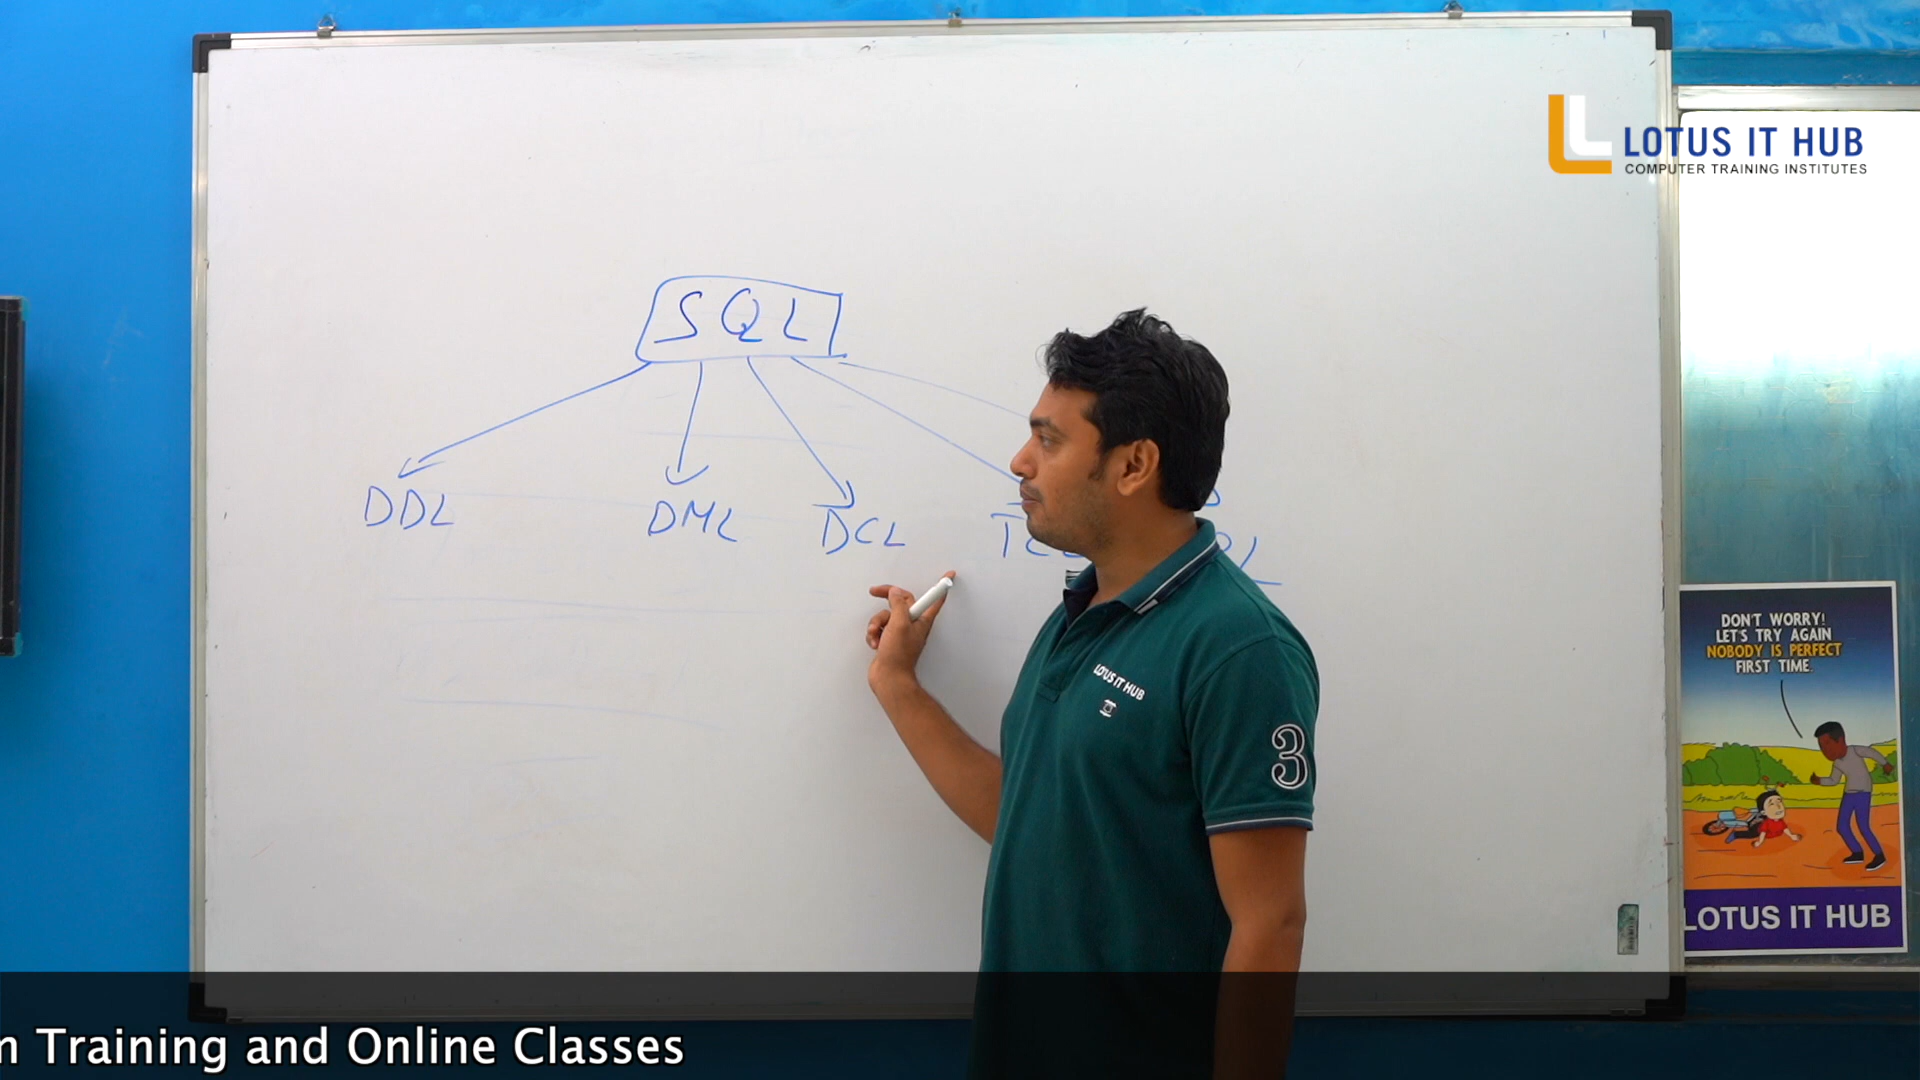 LOTUS IT HUB
COMPUTER TRAINING INSTITUTES
SQL
DDL
DML
DCL
LOTUS IT HUB
3
DON'T WORRY!
LET'S TRY AGAIN
NOBODY IS PERFECT
FIRST TIME.
LOTUS IT HUB
Training and Online Classes